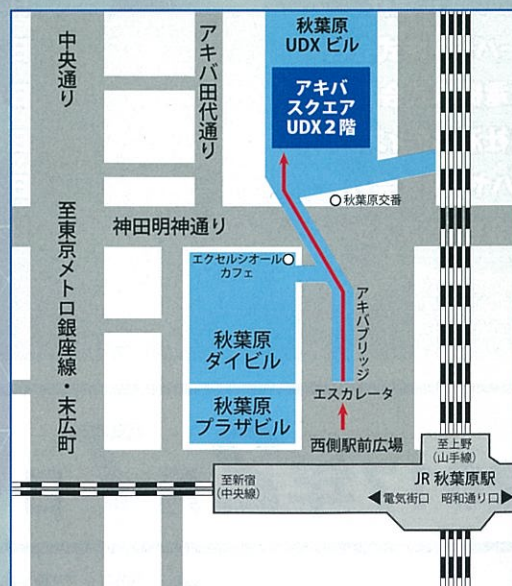 中央通り
至東京メトロ銀座線・末広町
アキバ田代通り
秋葉原
UDX ビル
アキバ
スクエア
UDX2階
秋葉原交番
神田明神通り
エクセルシオール
カフェ
アキバブリッジ
秋葉原
ダイビル
エスカレータ
秋葉原
プラザビル
西側駅前広場
至上野
(山手線)
至新宿
(中央線)
JR 秋葉原駅
◀電気街口 昭和通り口▶